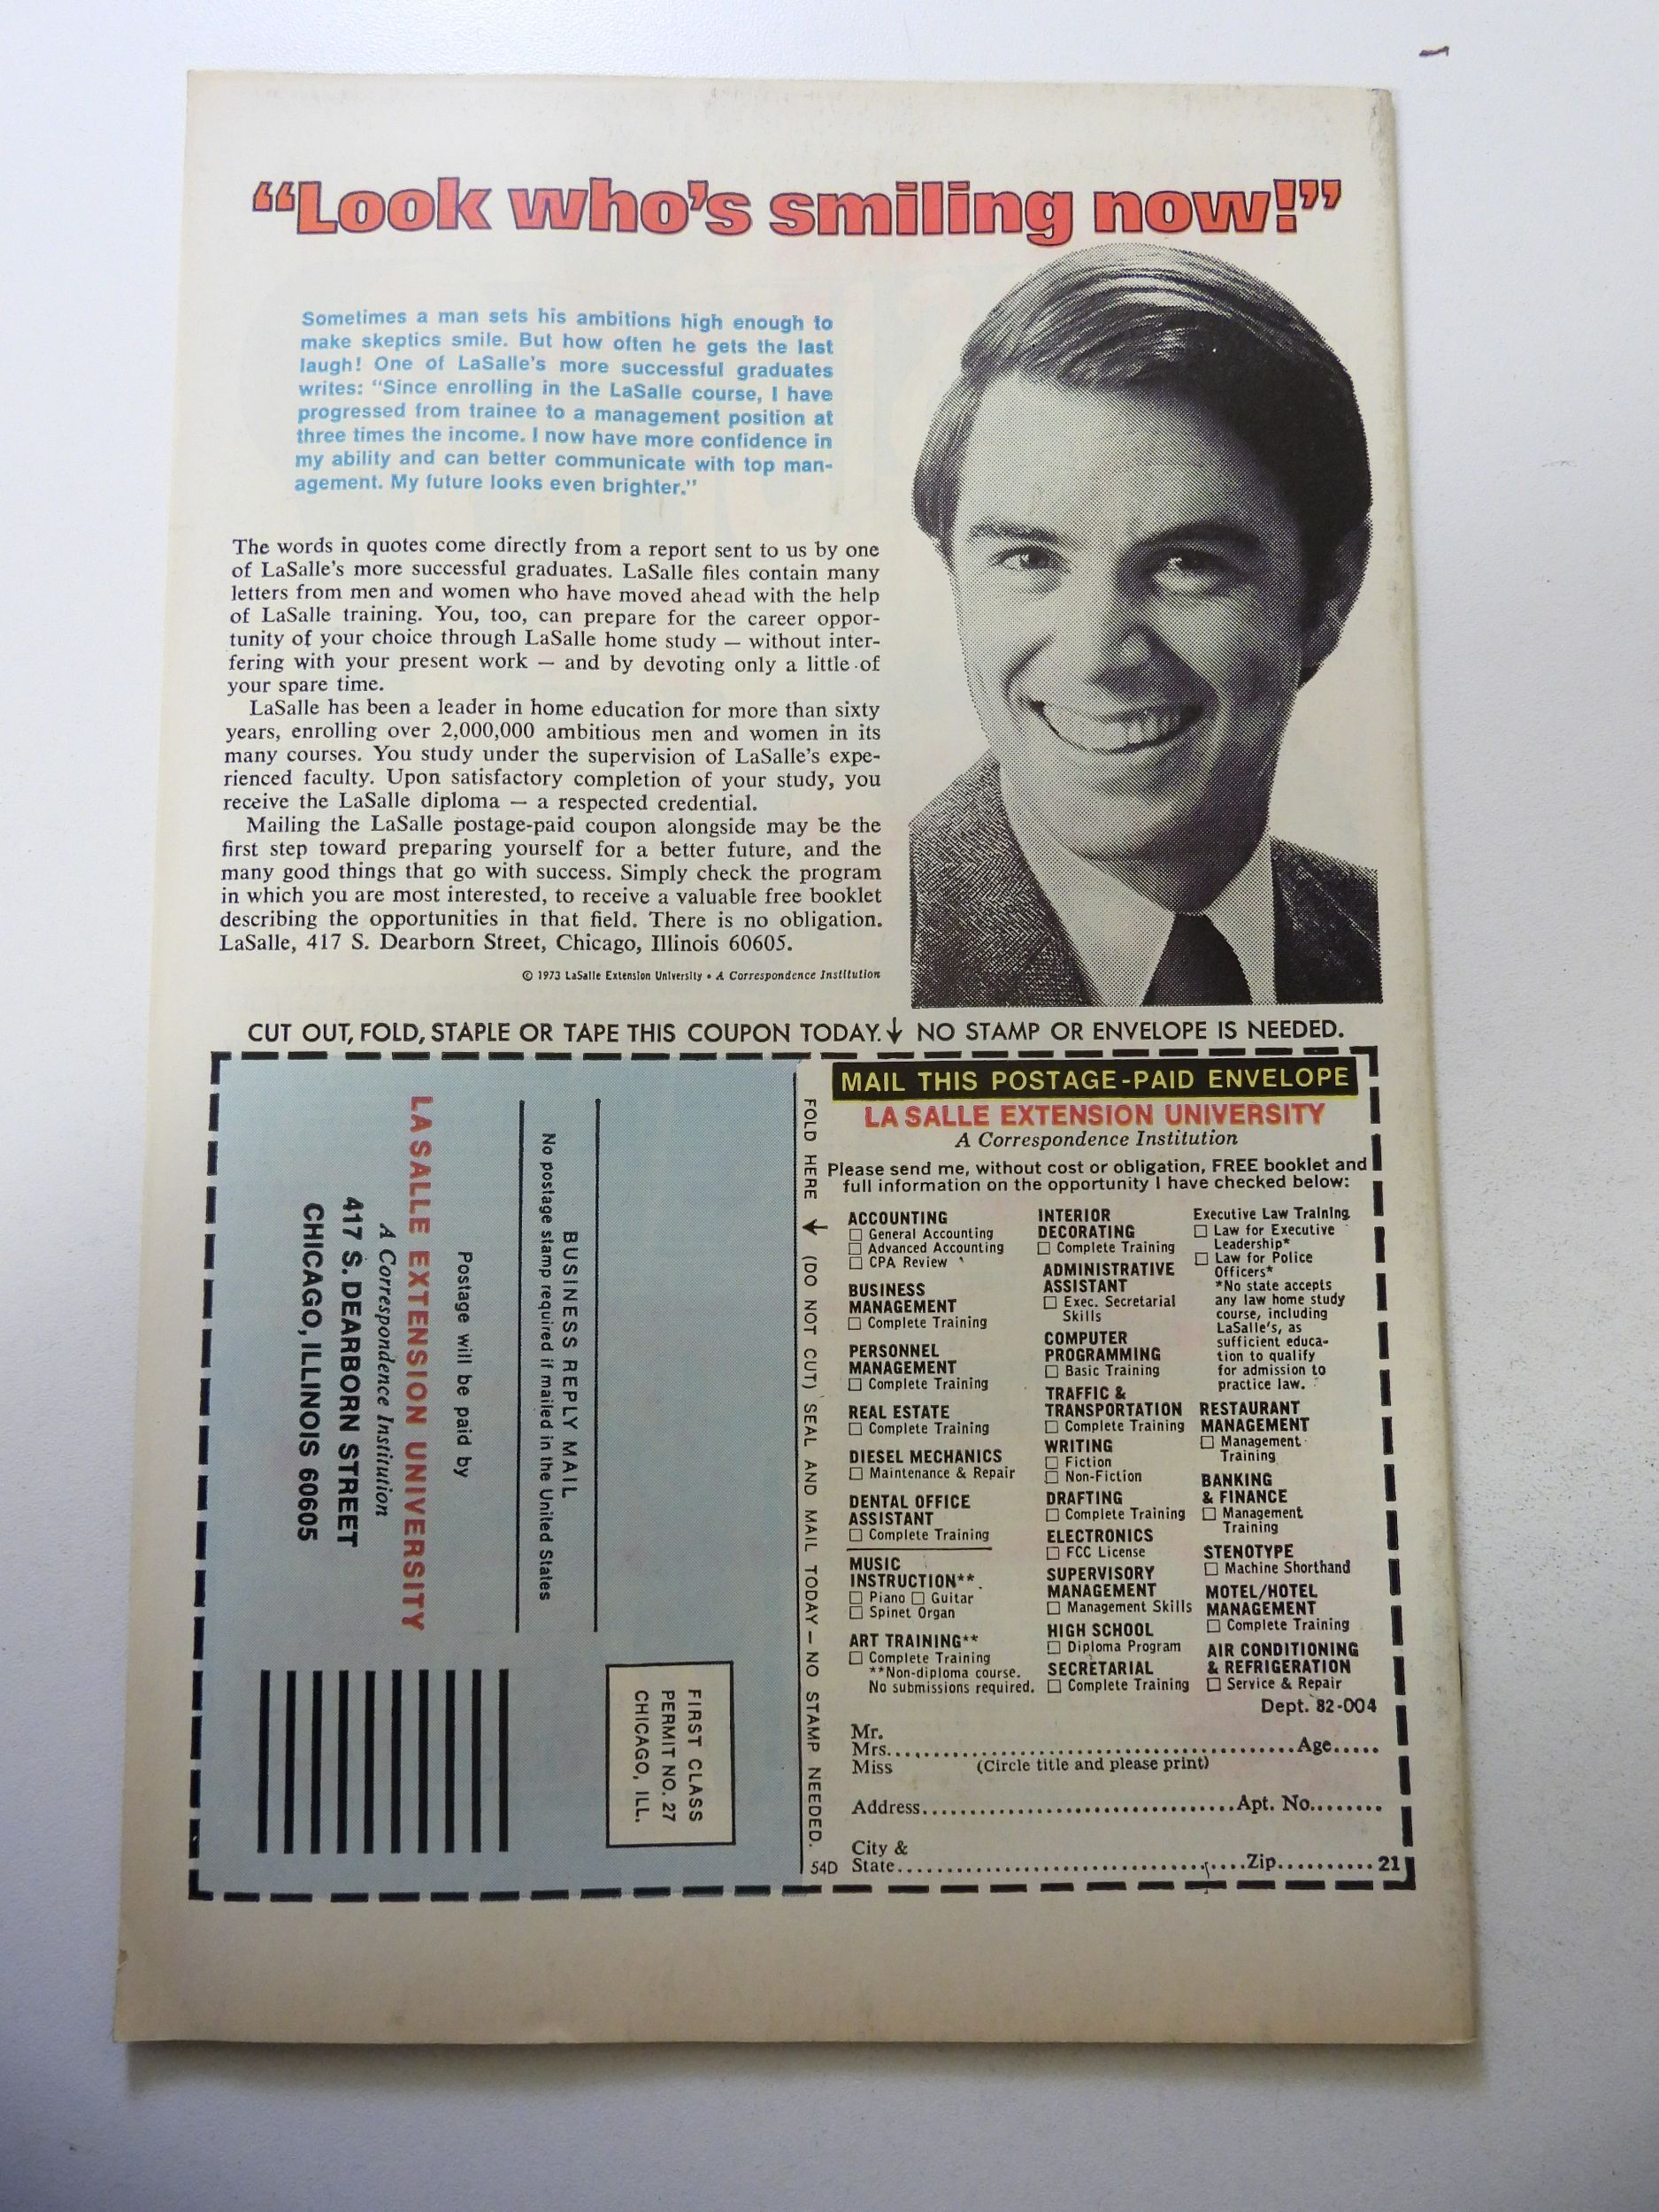 “Look who’s smiling now!”
Sometimes a man sets his ambitions high enough to
make skeptics smile. But how often he gets the last
laugh! One of LaSalle's more successful graduates
writes: “Since enrolling in the LaSalle course, I have
progressed from trainee to a management position at
three times the income. I now have more confidence in
my ability and can better communicate with top man-
agement. My future looks even brighter.”
The words in quotes come directly from a report sent to us by one
of LaSalle's more successful graduates. LaSalle files contain many
letters from men and women who have moved ahead with the help
of LaSalle training. You, too, can prepare for the career oppor-
tunity of your choice through LaSalle home study — without inter-
fering with your present work — and by devoting only a little of
your spare time.
LaSalle has been a leader in home education for more than sixty
years, enrolling over 2,000,000 ambitious men and women in its
many courses. You study under the supervision of LaSalle's expe-
rienced faculty. Upon satisfactory completion of your study, you
receive the LaSalle diploma — a respected credential.
Mailing the LaSalle postage-paid coupon alongside may be the
first step toward preparing yourself for a better future, and the
many good things that go with success. Simply check the program
in which you are most interested, to receive a valuable free booklet
describing the opportunities in that field. There is no obligation.
LaSalle, 417 S. Dearborn Street, Chicago, Illinois 60605.
© 1973 LaSalle Extension University • A Correspondence Institution
CUT OUT, FOLD, STAPLE OR TAPE THIS COUPON TODAY. ↓ NO STAMP OR ENVELOPE IS NEEDED.
FIRST CLASS
PERMIT NO. 27
CHICAGO, ILL.
BUSINESS REPLY MAIL
No postage stamp required if mailed in the United States
Postage will be paid by
LA SALLE EXTENSION UNIVERSITY
A Correspondence Institution
417 S. DEARBORN STREET
CHICAGO, ILLINOIS 60605
FOLD HERE ↓ (DO NOT CUT) SEAL AND MAIL TODAY — NO STAMP NEEDED.
MAIL THIS POSTAGE-PAID ENVELOPE
LA SALLE EXTENSION UNIVERSITY
A Correspondence Institution
Please send me, without cost or obligation, FREE booklet and
full information on the opportunity I have checked below:
ACCOUNTING
☐ General Accounting
☐ Advanced Accounting
☐ CPA Review
BUSINESS
MANAGEMENT
☐ Complete Training
PERSONNEL
MANAGEMENT
☐ Complete Training
REAL ESTATE
☐ Complete Training
DIESEL MECHANICS
☐ Maintenance & Repair
DENTAL OFFICE
ASSISTANT
☐ Complete Training
MUSIC
INSTRUCTION**
☐ Piano ☐ Guitar
☐ Spinet Organ
ART TRAINING**
☐ Complete Training
**Non-diploma course.
No submissions required.
INTERIOR
DECORATING
☐ Complete Training
ADMINISTRATIVE
ASSISTANT
☐ Exec. Secretarial
Skills
COMPUTER
PROGRAMMING
☐ Basic Training
TRAFFIC &
TRANSPORTATION
☐ Complete Training
WRITING
☐ Fiction
☐ Non-Fiction
DRAFTING
☐ Complete Training
ELECTRONICS
☐ FCC License
SUPERVISORY
MANAGEMENT
☐ Management Skills
HIGH SCHOOL
☐ Diploma Program
SECRETARIAL
☐ Complete Training
Executive Law Training
☐ Law for Executive
Leadership*
☐ Law for Police
Officers*
*No state accepts
any law home study
course, including
LaSalle's, as
sufficient educa-
tion to qualify
for admission to
practice law.
RESTAURANT
MANAGEMENT
☐ Management
Training
BANKING
& FINANCE
☐ Management
Training
STENOTYPE
☐ Machine Shorthand
MOTEL/HOTEL
MANAGEMENT
☐ Complete Training
AIR CONDITIONING
& REFRIGERATION
☐ Service & Repair
Dept. 82-004
Mr.
Mrs. Age
Miss (Circle title and please print)
Address Apt. No.
City &
54D State Zip 21